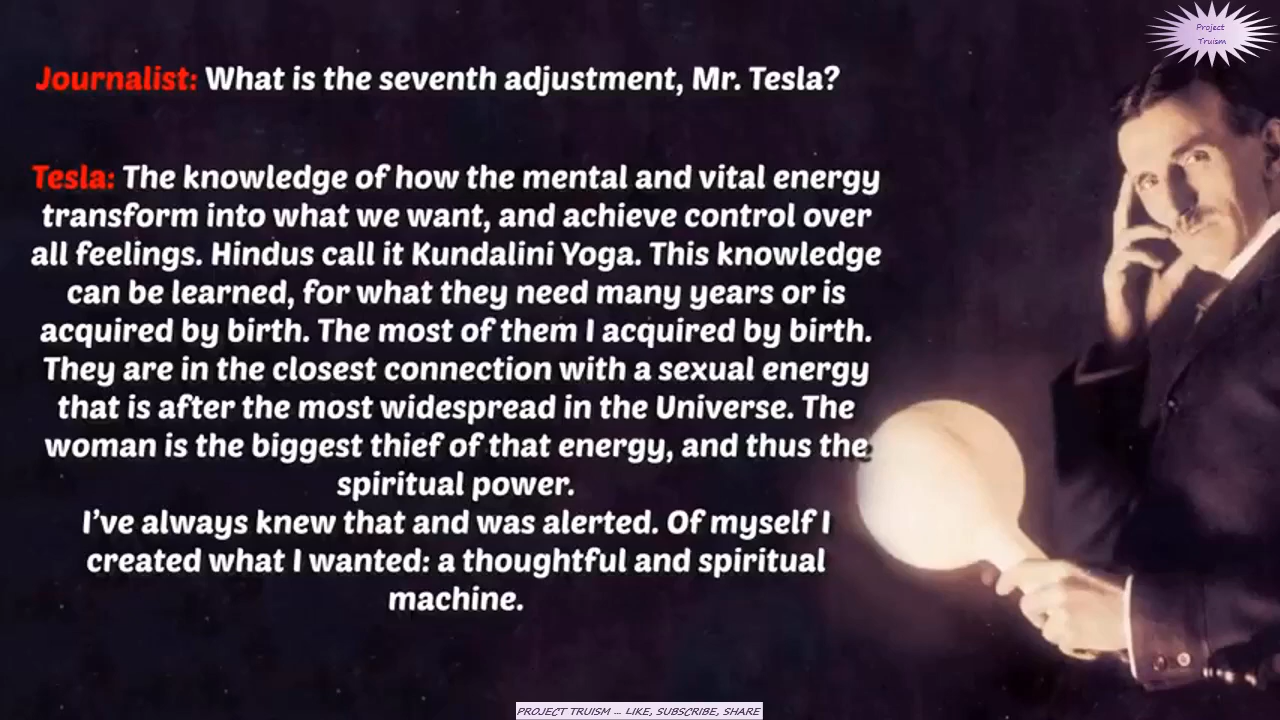 Project
Truism
Journalist: What is the seventh adjustment, Mr. Tesla?
Tesla: The knowledge of how the mental and vital energy
transform into what we want, and achieve control over
all feelings. Hindus call it Kundalini Yoga. This knowledge
can be learned, for what they need many years or is
acquired by birth. The most of them I acquired by birth.
They are in the closest connection with a sexual energy
that is after the most widespread in the Universe. The
woman is the biggest thief of that energy, and thus the
spiritual power.
I’ve always knew that and was alerted. Of myself I
created what I wanted: a thoughtful and spiritual
machine.
PROJECT TRUISM ... LIKE, SUBSCRIBE, SHARE